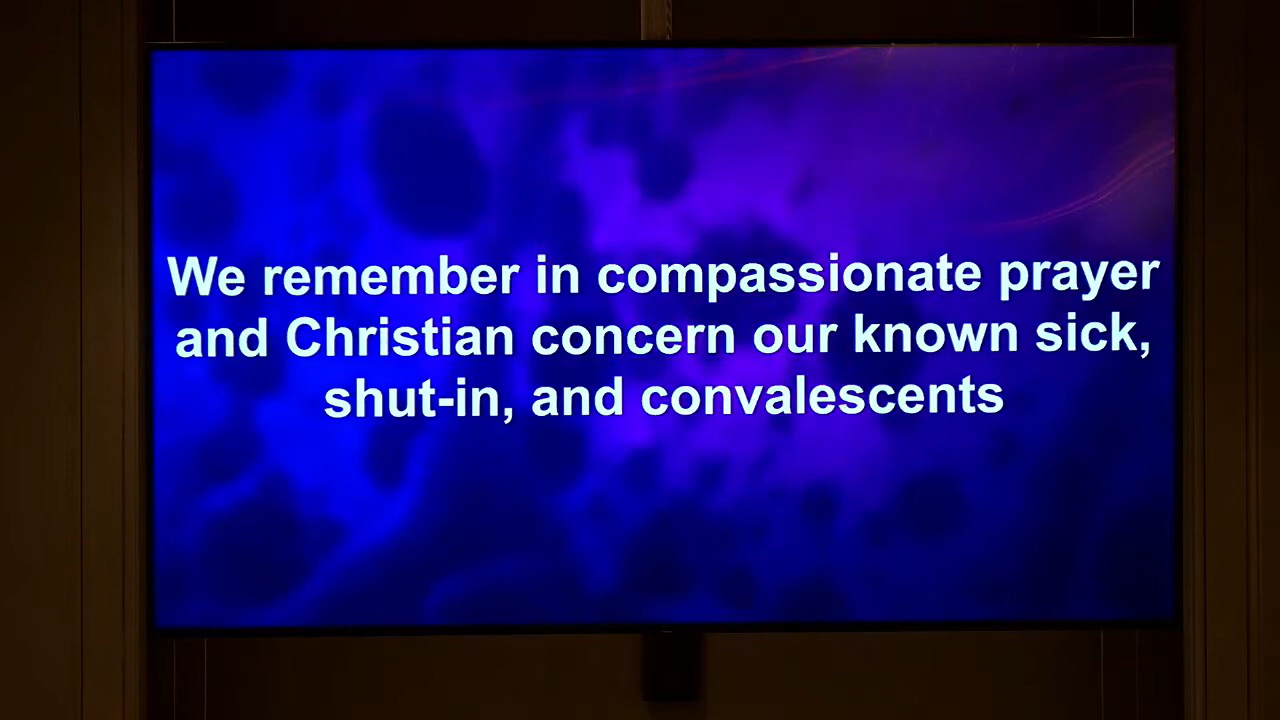 We remember in compassionate prayer
and Christian concern our known sick,
shut-in, and convalescents